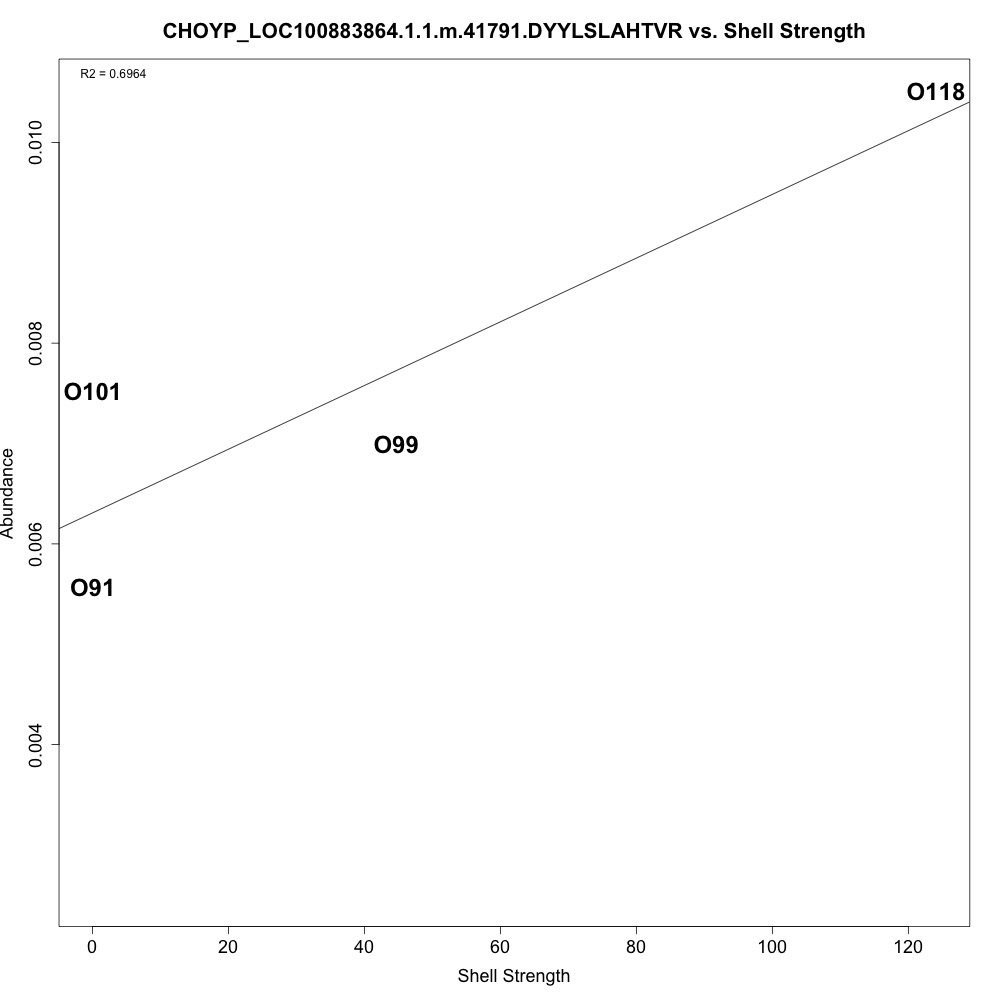 CHOYP_LOC100883864.1.1.m.41791.DYYLSLAHTVR vs. Shell Strength
R2 = 0.6964
O118
0.010
0.008
O101
O99
Abundance
0.006
O91
0.004
0 20 40 60 80 100 120
Shell Strength